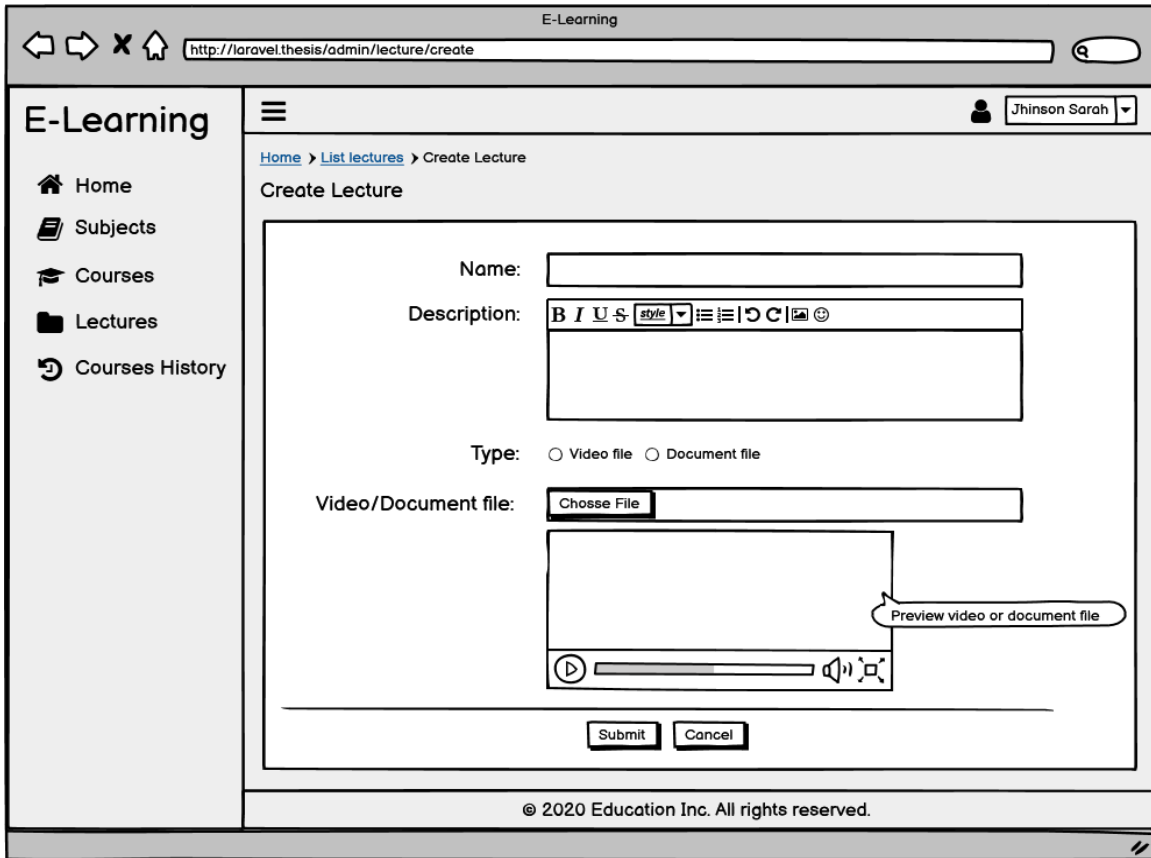 E-Learning
http://laravel.thesis/admin/lecture/create
E-Learning
Jhinson Sarah
Home
Subjects
Courses
Lectures
Courses History
Home List lectures Create Lecture
Create Lecture
Name:
Description:
B I U S style
Type:
Video file Document file
Video/Document file:
Chosse File
Preview video or document file
Submit Cancel
© 2020 Education Inc. All rights reserved.